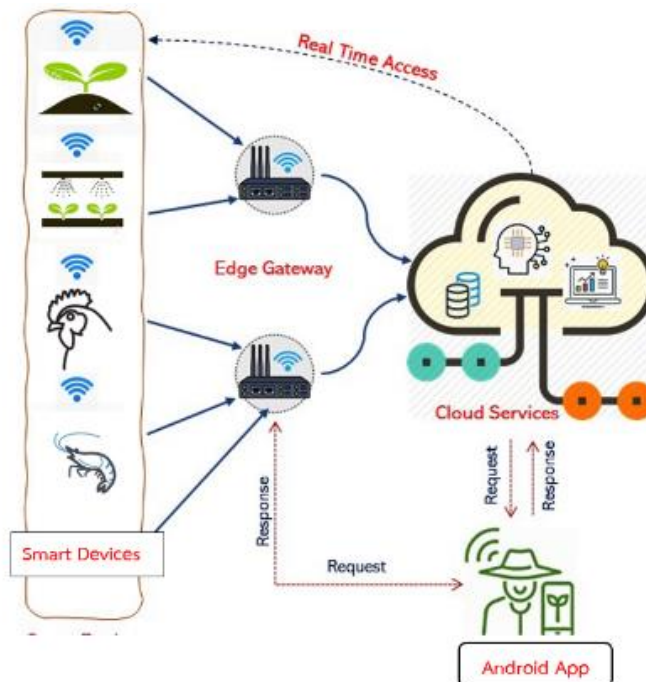 Real Time Access
Edge Gateway
Cloud Services
Request
Response
Response
Request
Smart Devices
Android App